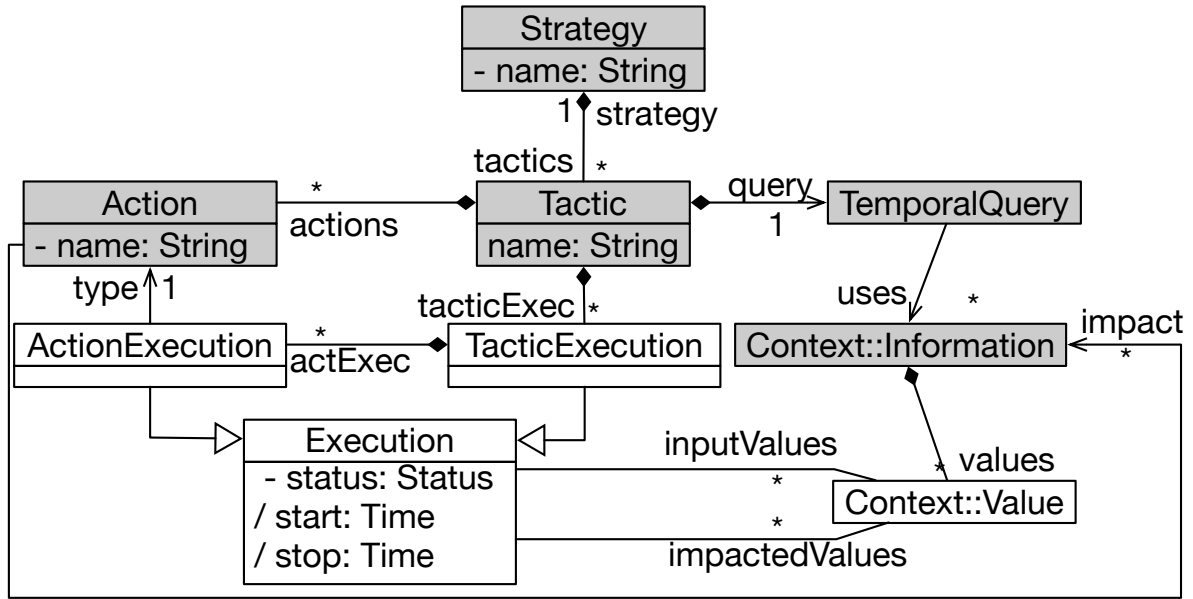 Strategy
- name: String
1
strategy
tactics
*
Action
- name: String
*
actions
Tactic
name: String
query
1
TemporalQuery
type
1
tacticExec
*
uses
*
ActionExecution
*
actExec
TacticExecution
Context::Information
impact
*
Execution
- status: Status
/ start: Time
/ stop: Time
inputValues
*
*
impactedValues
*
values
Context::Value